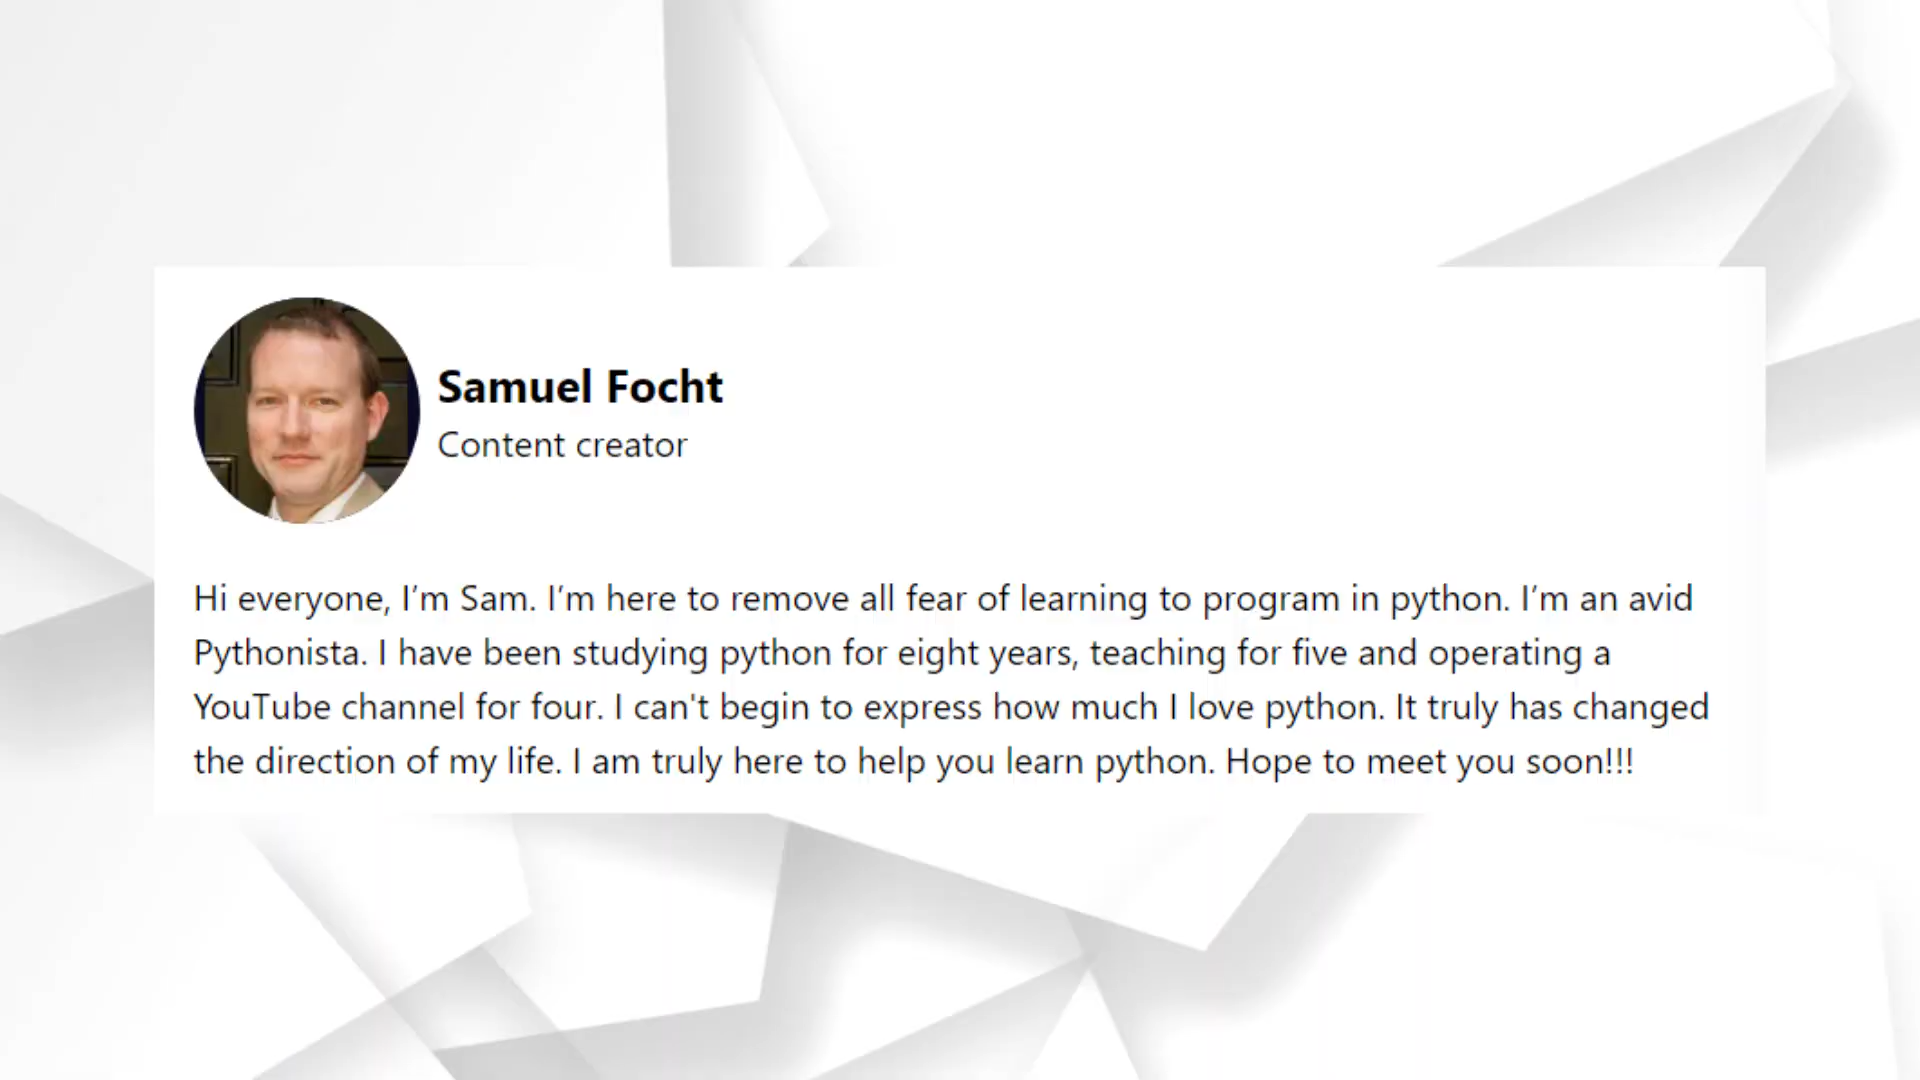 Samuel Focht
Content creator
Hi everyone, I’m Sam. I’m here to remove all fear of learning to program in python. I’m an avid
Pythonista. I have been studying python for eight years, teaching for five and operating a
YouTube channel for four. I can't begin to express how much I love python. It truly has changed
the direction of my life. I am truly here to help you learn python. Hope to meet you soon!!!